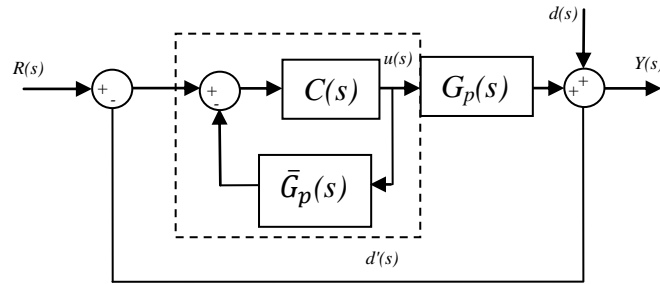 d(s)
R(s)
u(s)
Y(s)
+
-
+
-
C(s)
G_p(s)
+
+
Ḡ_p(s)
d'(s)